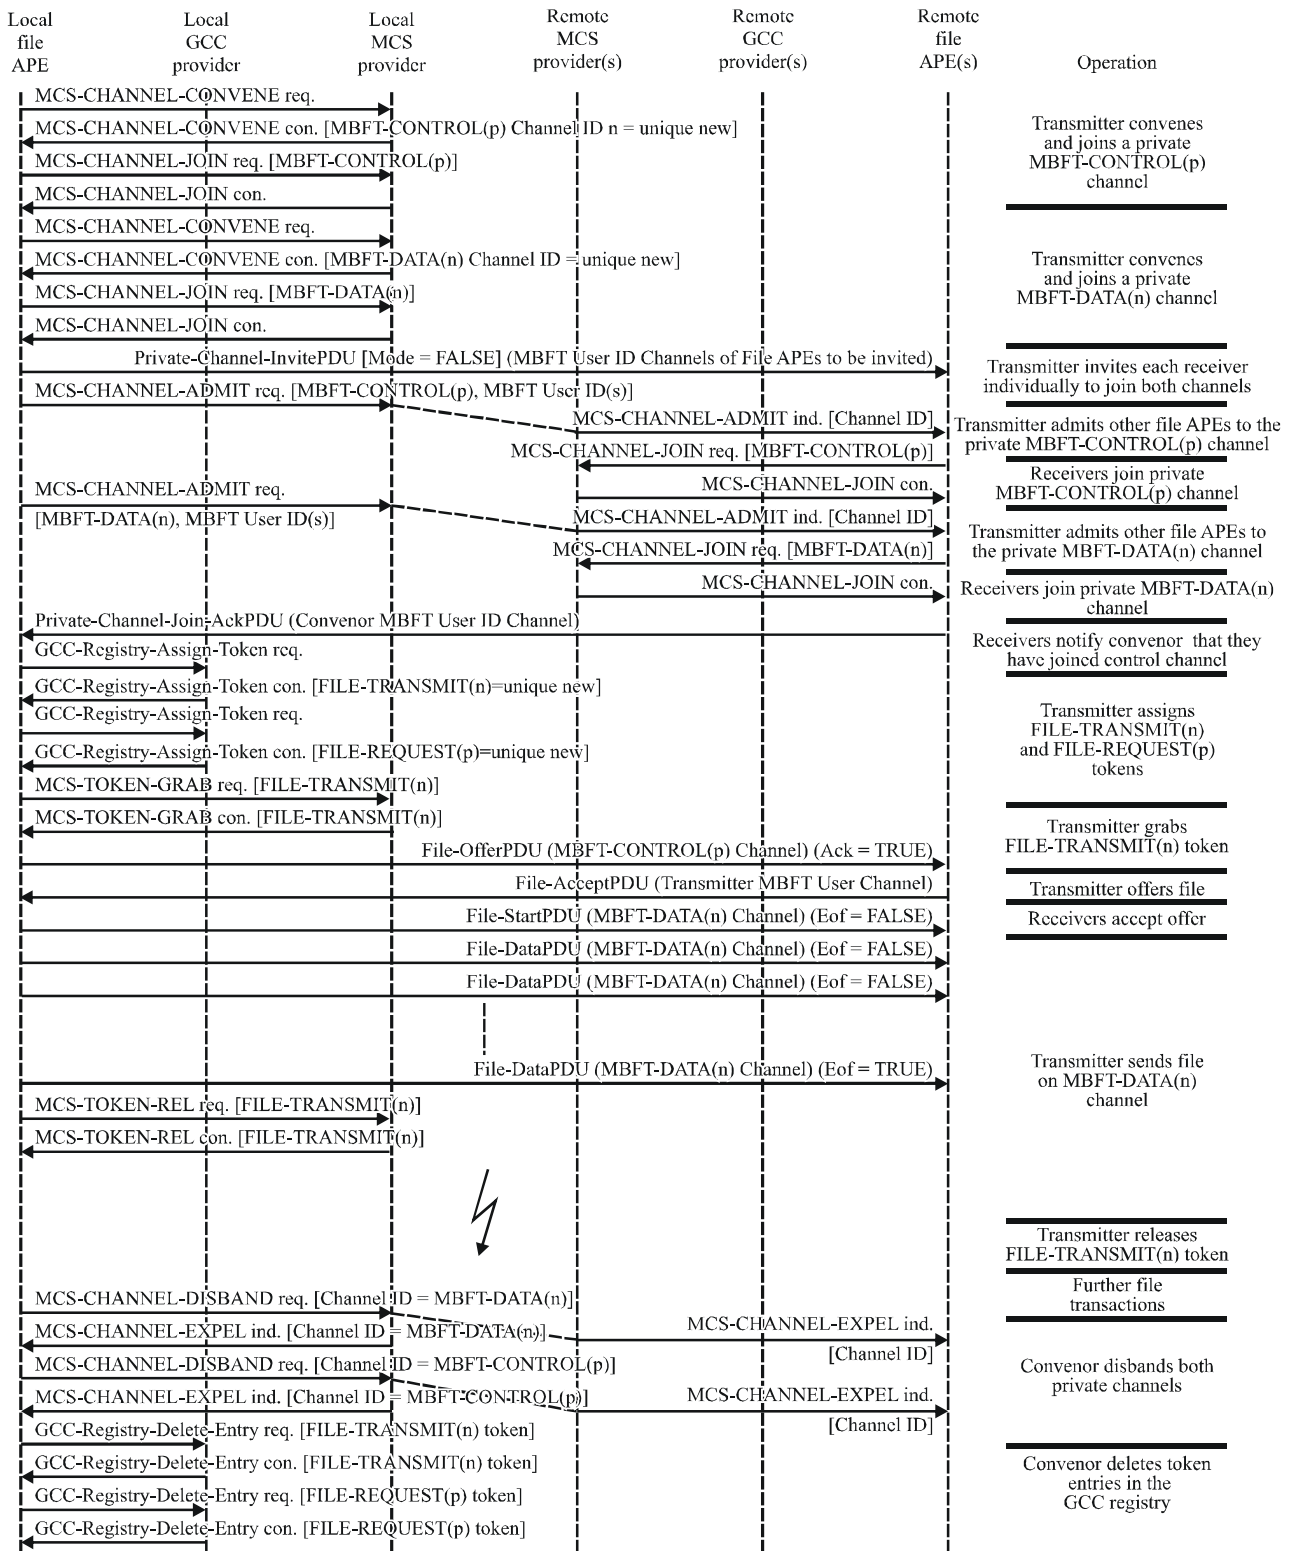 Local
file
APE
Local
GCC
provider
Local
MCS
provider
Remote
MCS
provider(s)
Remote
GCC
provider(s)
Remote
file
APE(s)
Operation
MCS-CHANNEL-CONVENE req.
MCS-CHANNEL-CONVENE con. [MBFT-CONTROL(p) Channel ID n = unique new]
MCS-CHANNEL-JOIN req. [MBFT-CONTROL(p)]
MCS-CHANNEL-JOIN con.
Transmitter convenes
and joins a private
MBFT-CONTROL(p)
channel
MCS-CHANNEL-CONVENE req.
MCS-CHANNEL-CONVENE con. [MBFT-DATA(n) Channel ID = unique new]
MCS-CHANNEL-JOIN req. [MBFT-DATA(n)]
MCS-CHANNEL-JOIN con.
Transmitter convenes
and joins a private
MBFT-DATA(n) channel
Private-Channel-InvitePDU [Mode = FALSE] (MBFT User ID Channels of File APEs to be invited)
Transmitter invites each receiver
individually to join both channels
MCS-CHANNEL-ADMIT req. [MBFT-CONTROL(p), MBFT User ID(s)]
MCS-CHANNEL-ADMIT ind. [Channel ID]
Transmitter admits other file APEs to the
private MBFT-CONTROL(p) channel
MCS-CHANNEL-JOIN req. [MBFT-CONTROL(p)]
MCS-CHANNEL-JOIN con.
Receivers join private
MBFT-CONTROL(p) channel
MCS-CHANNEL-ADMIT req.
[MBFT-DATA(n), MBFT User ID(s)]
MCS-CHANNEL-ADMIT ind. [Channel ID]
Transmitter admits other file APEs to
the private MBFT-DATA(n) channel
MCS-CHANNEL-JOIN req. [MBFT-DATA(n)]
MCS-CHANNEL-JOIN con.
Receivers join private MBFT-DATA(n)
channel
Private-Channel-Join-AckPDU (Convenor MBFT User ID Channel)
Receivers notify convenor that they
have joined control channel
GCC-Registry-Assign-Token req.
GCC-Registry-Assign-Token con. [FILE-TRANSMIT(n)=unique new]
GCC-Registry-Assign-Token req.
GCC-Registry-Assign-Token con. [FILE-REQUEST(p)=unique new]
Transmitter assigns
FILE-TRANSMIT(n)
and FILE-REQUEST(p)
tokens
MCS-TOKEN-GRAB req. [FILE-TRANSMIT(n)]
MCS-TOKEN-GRAB con. [FILE-TRANSMIT(n)]
Transmitter grabs
FILE-TRANSMIT(n) token
File-OfferPDU (MBFT-CONTROL(p) Channel) (Ack = TRUE)
Transmitter offers file
File-AcceptPDU (Transmitter MBFT User Channel)
Receivers accept offer
File-StartPDU (MBFT-DATA(n) Channel) (Eof = FALSE)
File-DataPDU (MBFT-DATA(n) Channel) (Eof = FALSE)
File-DataPDU (MBFT-DATA(n) Channel) (Eof = FALSE)
File-DataPDU (MBFT-DATA(n) Channel) (Eof = TRUE)
Transmitter sends file
on MBFT-DATA(n)
channel
MCS-TOKEN-REL req. [FILE-TRANSMIT(n)]
MCS-TOKEN-REL con. [FILE-TRANSMIT(n)]
Transmitter releases
FILE-TRANSMIT(n) token
Further file
transactions
MCS-CHANNEL-DISBAND req. [Channel ID = MBFT-DATA(n)]
MCS-CHANNEL-EXPEL ind. [Channel ID = MBFT-DATA(n)]
MCS-CHANNEL-EXPEL ind.
[Channel ID]
MCS-CHANNEL-DISBAND req. [Channel ID = MBFT-CONTROL(p)]
MCS-CHANNEL-EXPEL ind. [Channel ID = MBFT-CONTROL(p)]
MCS-CHANNEL-EXPEL ind.
[Channel ID]
Convenor disbands both
private channels
GCC-Registry-Delete-Entry req. [FILE-TRANSMIT(n) token]
GCC-Registry-Delete-Entry con. [FILE-TRANSMIT(n) token]
GCC-Registry-Delete-Entry req. [FILE-REQUEST(p) token]
GCC-Registry-Delete-Entry con. [FILE-REQUEST(p) token]
Convenor deletes token
entries in the
GCC registry